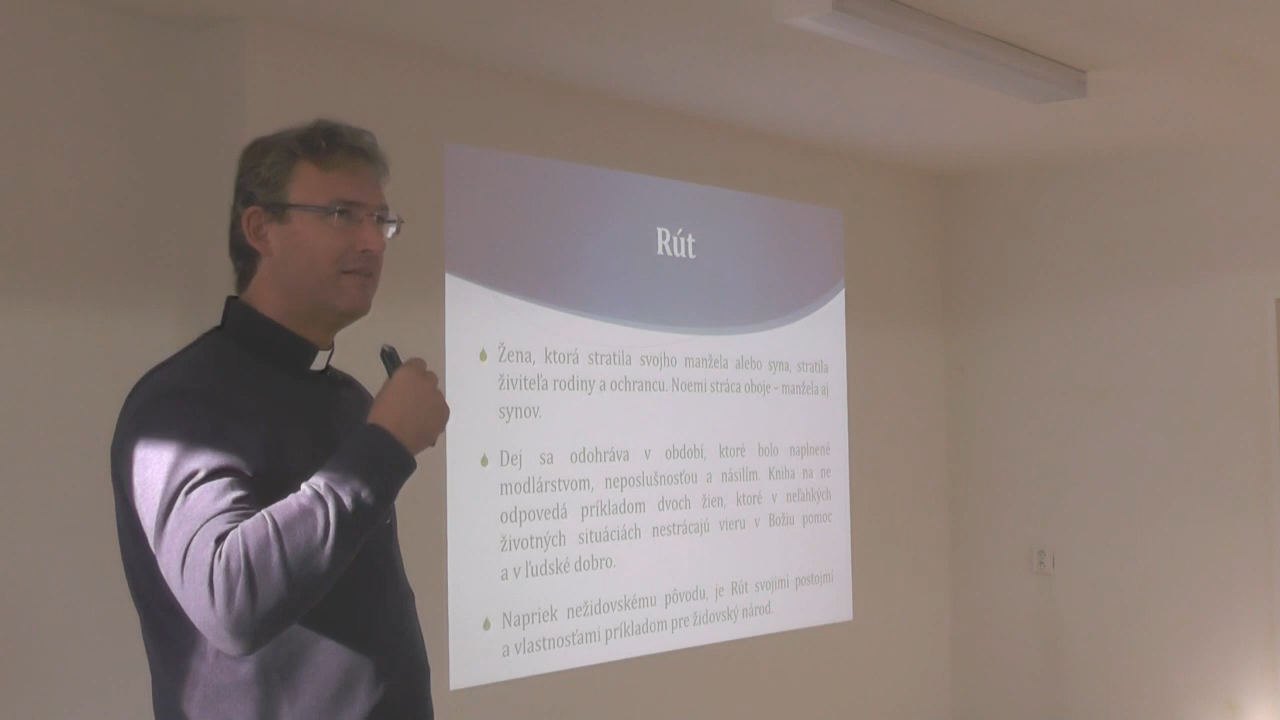 Rút
Žena, ktorá stratila svojho manžela alebo syna, stratila
živiteľa rodiny a ochrancu. Noemi stráca oboje – manžela aj
synov.
Dej sa odohráva v období, ktoré bolo naplnené
modlárstvom, neposlušnosťou a násilím. Kniha na ne
odpovedá príkladom dvoch žien, ktoré v neľahkých
životných situáciách nestrácajú vieru v Božiu pomoc
a v ľudské dobro.
Napriek nežidovskému pôvodu, je Rút svojimi postojmi
a vlastnosťami príkladom pre židovský národ.